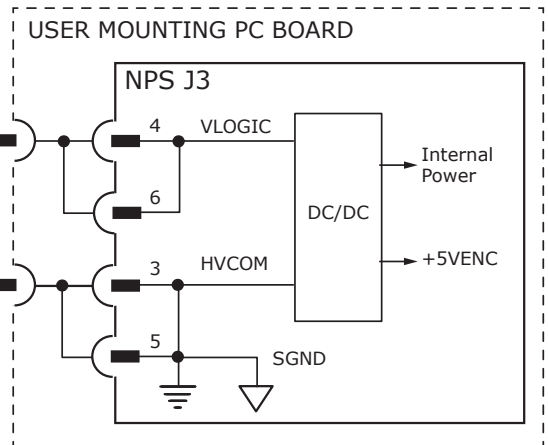 USER MOUNTING PC BOARD
NPS J3
4
VLOGIC
Internal
Power
6
DC/DC
3
HVCOM
+5VENC
5
SGND